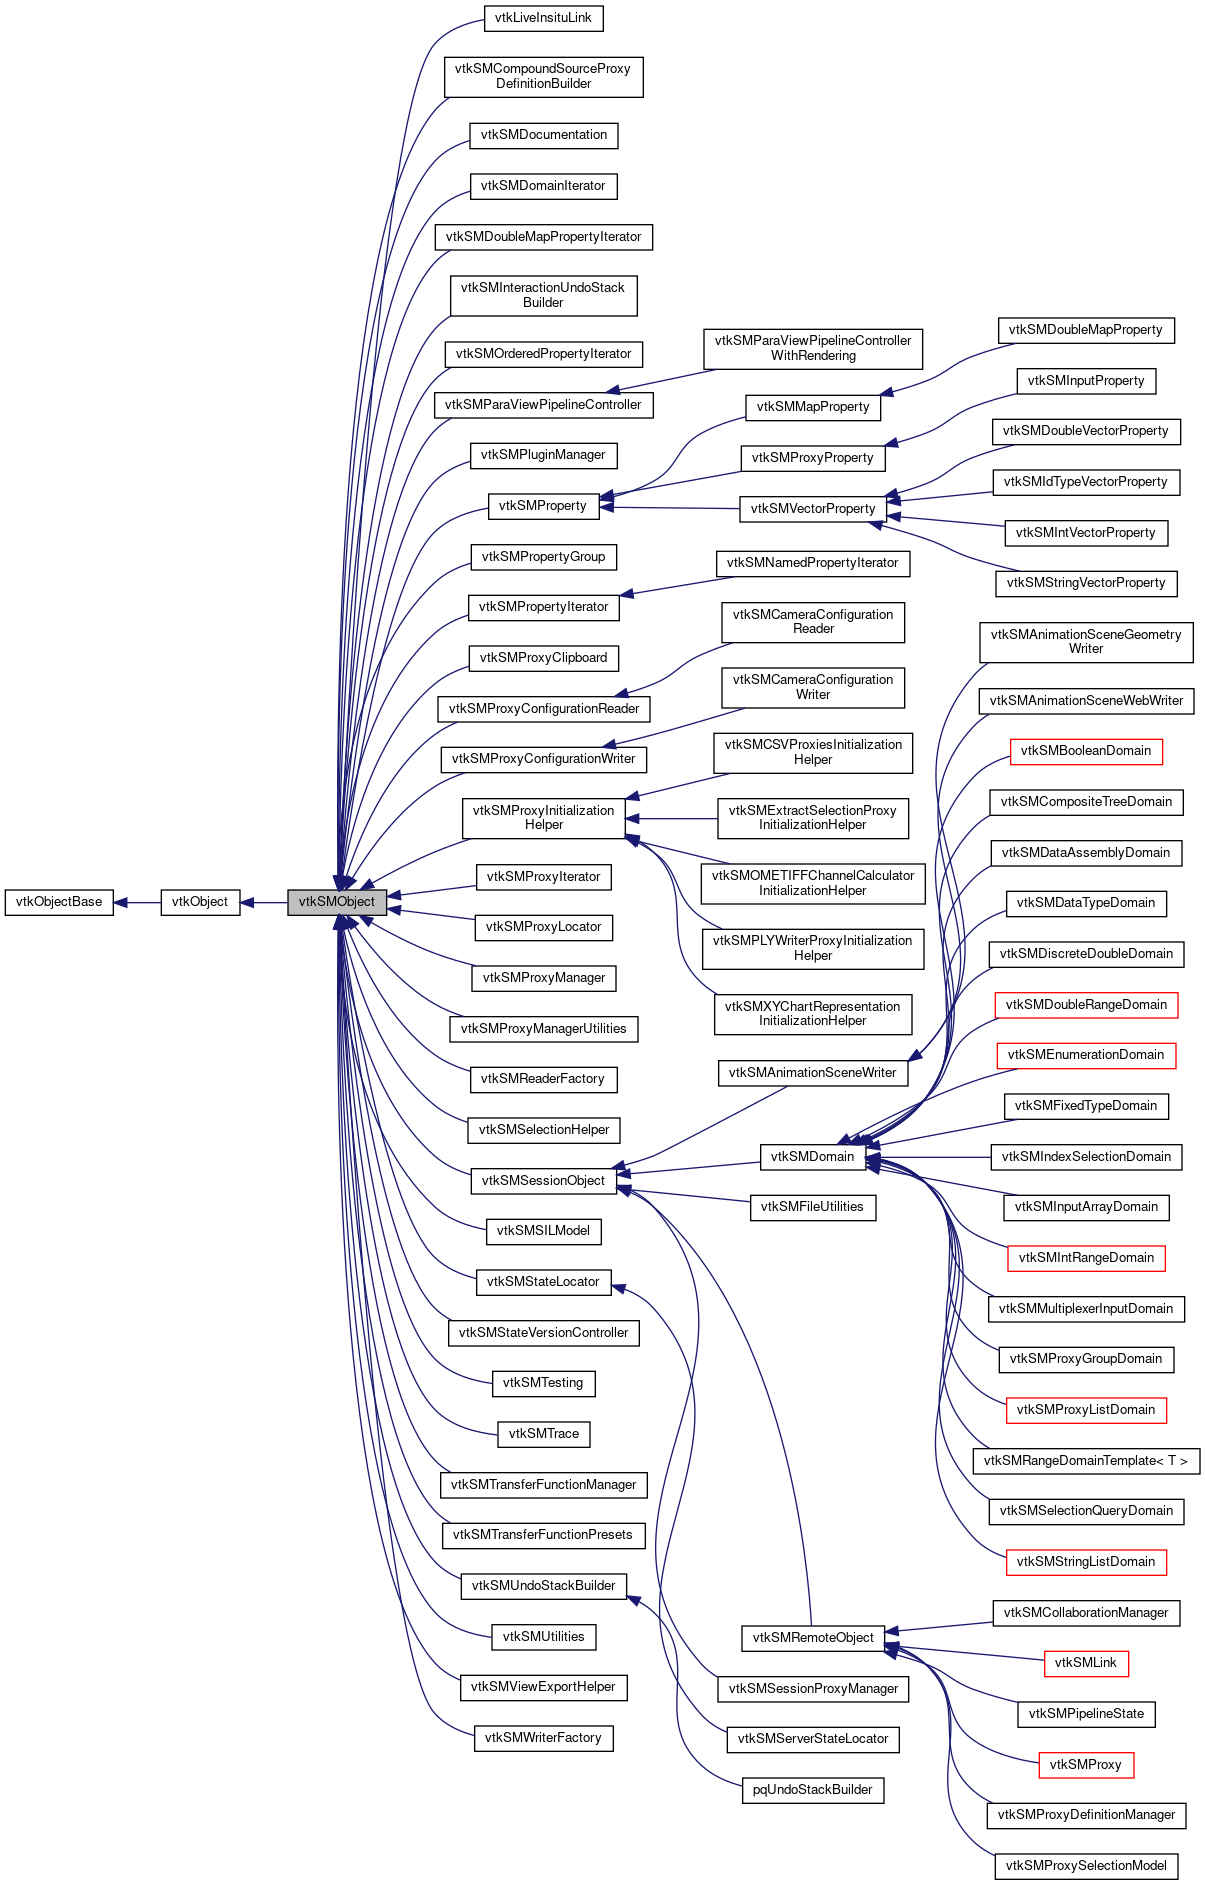 vtkObjectBase
vtkObject
vtkSMObject
vtkLiveInsituLink
vtkSMCompoundSourceProxy
DefinitionBuilder
vtkSMDocumentation
vtkSMDomainIterator
vtkSMDoubleMapPropertyIterator
vtkSMInteractionUndoStack
Builder
vtkSMOrderedPropertyIterator
vtkSMParaViewPipelineController
vtkSMPluginManager
vtkSMProperty
vtkSMPropertyGroup
vtkSMPropertyIterator
vtkSMProxyClipboard
vtkSMProxyConfigurationReader
vtkSMProxyConfigurationWriter
vtkSMProxyInitialization
Helper
vtkSMProxyIterator
vtkSMProxyLocator
vtkSMProxyManager
vtkSMProxyManagerUtilities
vtkSMReaderFactory
vtkSMSelectionHelper
vtkSMSessionObject
vtkSMSILModel
vtkSMStateLocator
vtkSMStateVersionController
vtkSMTesting
vtkSMTrace
vtkSMTransferFunctionManager
vtkSMTransferFunctionPresets
vtkSMUndoStackBuilder
vtkSMUtilities
vtkSMViewExportHelper
vtkSMWriterFactory
vtkSMParaViewPipelineController
WithRendering
vtkSMMapProperty
vtkSMProxyProperty
vtkSMVectorProperty
vtkSMNamedPropertyIterator
vtkSMCameraConfiguration
Reader
vtkSMCameraConfiguration
Writer
vtkSMCSVProxiesInitialization
Helper
vtkSMExtractSelectionProxy
InitializationHelper
vtkSMOMETIFFChannelCalculator
InitializationHelper
vtkSMPLYWriterProxyInitialization
Helper
vtkSMXYChartRepresentation
InitializationHelper
vtkSMAnimationSceneWriter
vtkSMDomain
vtkSMFileUtilities
vtkSMRemoteObject
vtkSMSessionProxyManager
vtkSMServerStateLocator
pqUndoStackBuilder
vtkSMDoubleMapProperty
vtkSMInputProperty
vtkSMDoubleVectorProperty
vtkSMIdTypeVectorProperty
vtkSMIntVectorProperty
vtkSMStringVectorProperty
vtkSMAnimationSceneGeometry
Writer
vtkSMAnimationSceneWebWriter
vtkSMBooleanDomain
vtkSMCompositeTreeDomain
vtkSMDataAssemblyDomain
vtkSMDataTypeDomain
vtkSMDiscreteDoubleDomain
vtkSMDoubleRangeDomain
vtkSMEnumerationDomain
vtkSMFixedTypeDomain
vtkSMIndexSelectionDomain
vtkSMInputArrayDomain
vtkSMIntRangeDomain
vtkSMMultiplexerInputDomain
vtkSMProxyGroupDomain
vtkSMProxyListDomain
vtkSMRangeDomainTemplate< T >
vtkSMSelectionQueryDomain
vtkSMStringListDomain
vtkSMCollaborationManager
vtkSMLink
vtkSMPipelineState
vtkSMProxy
vtkSMProxyDefinitionManager
vtkSMProxySelectionModel